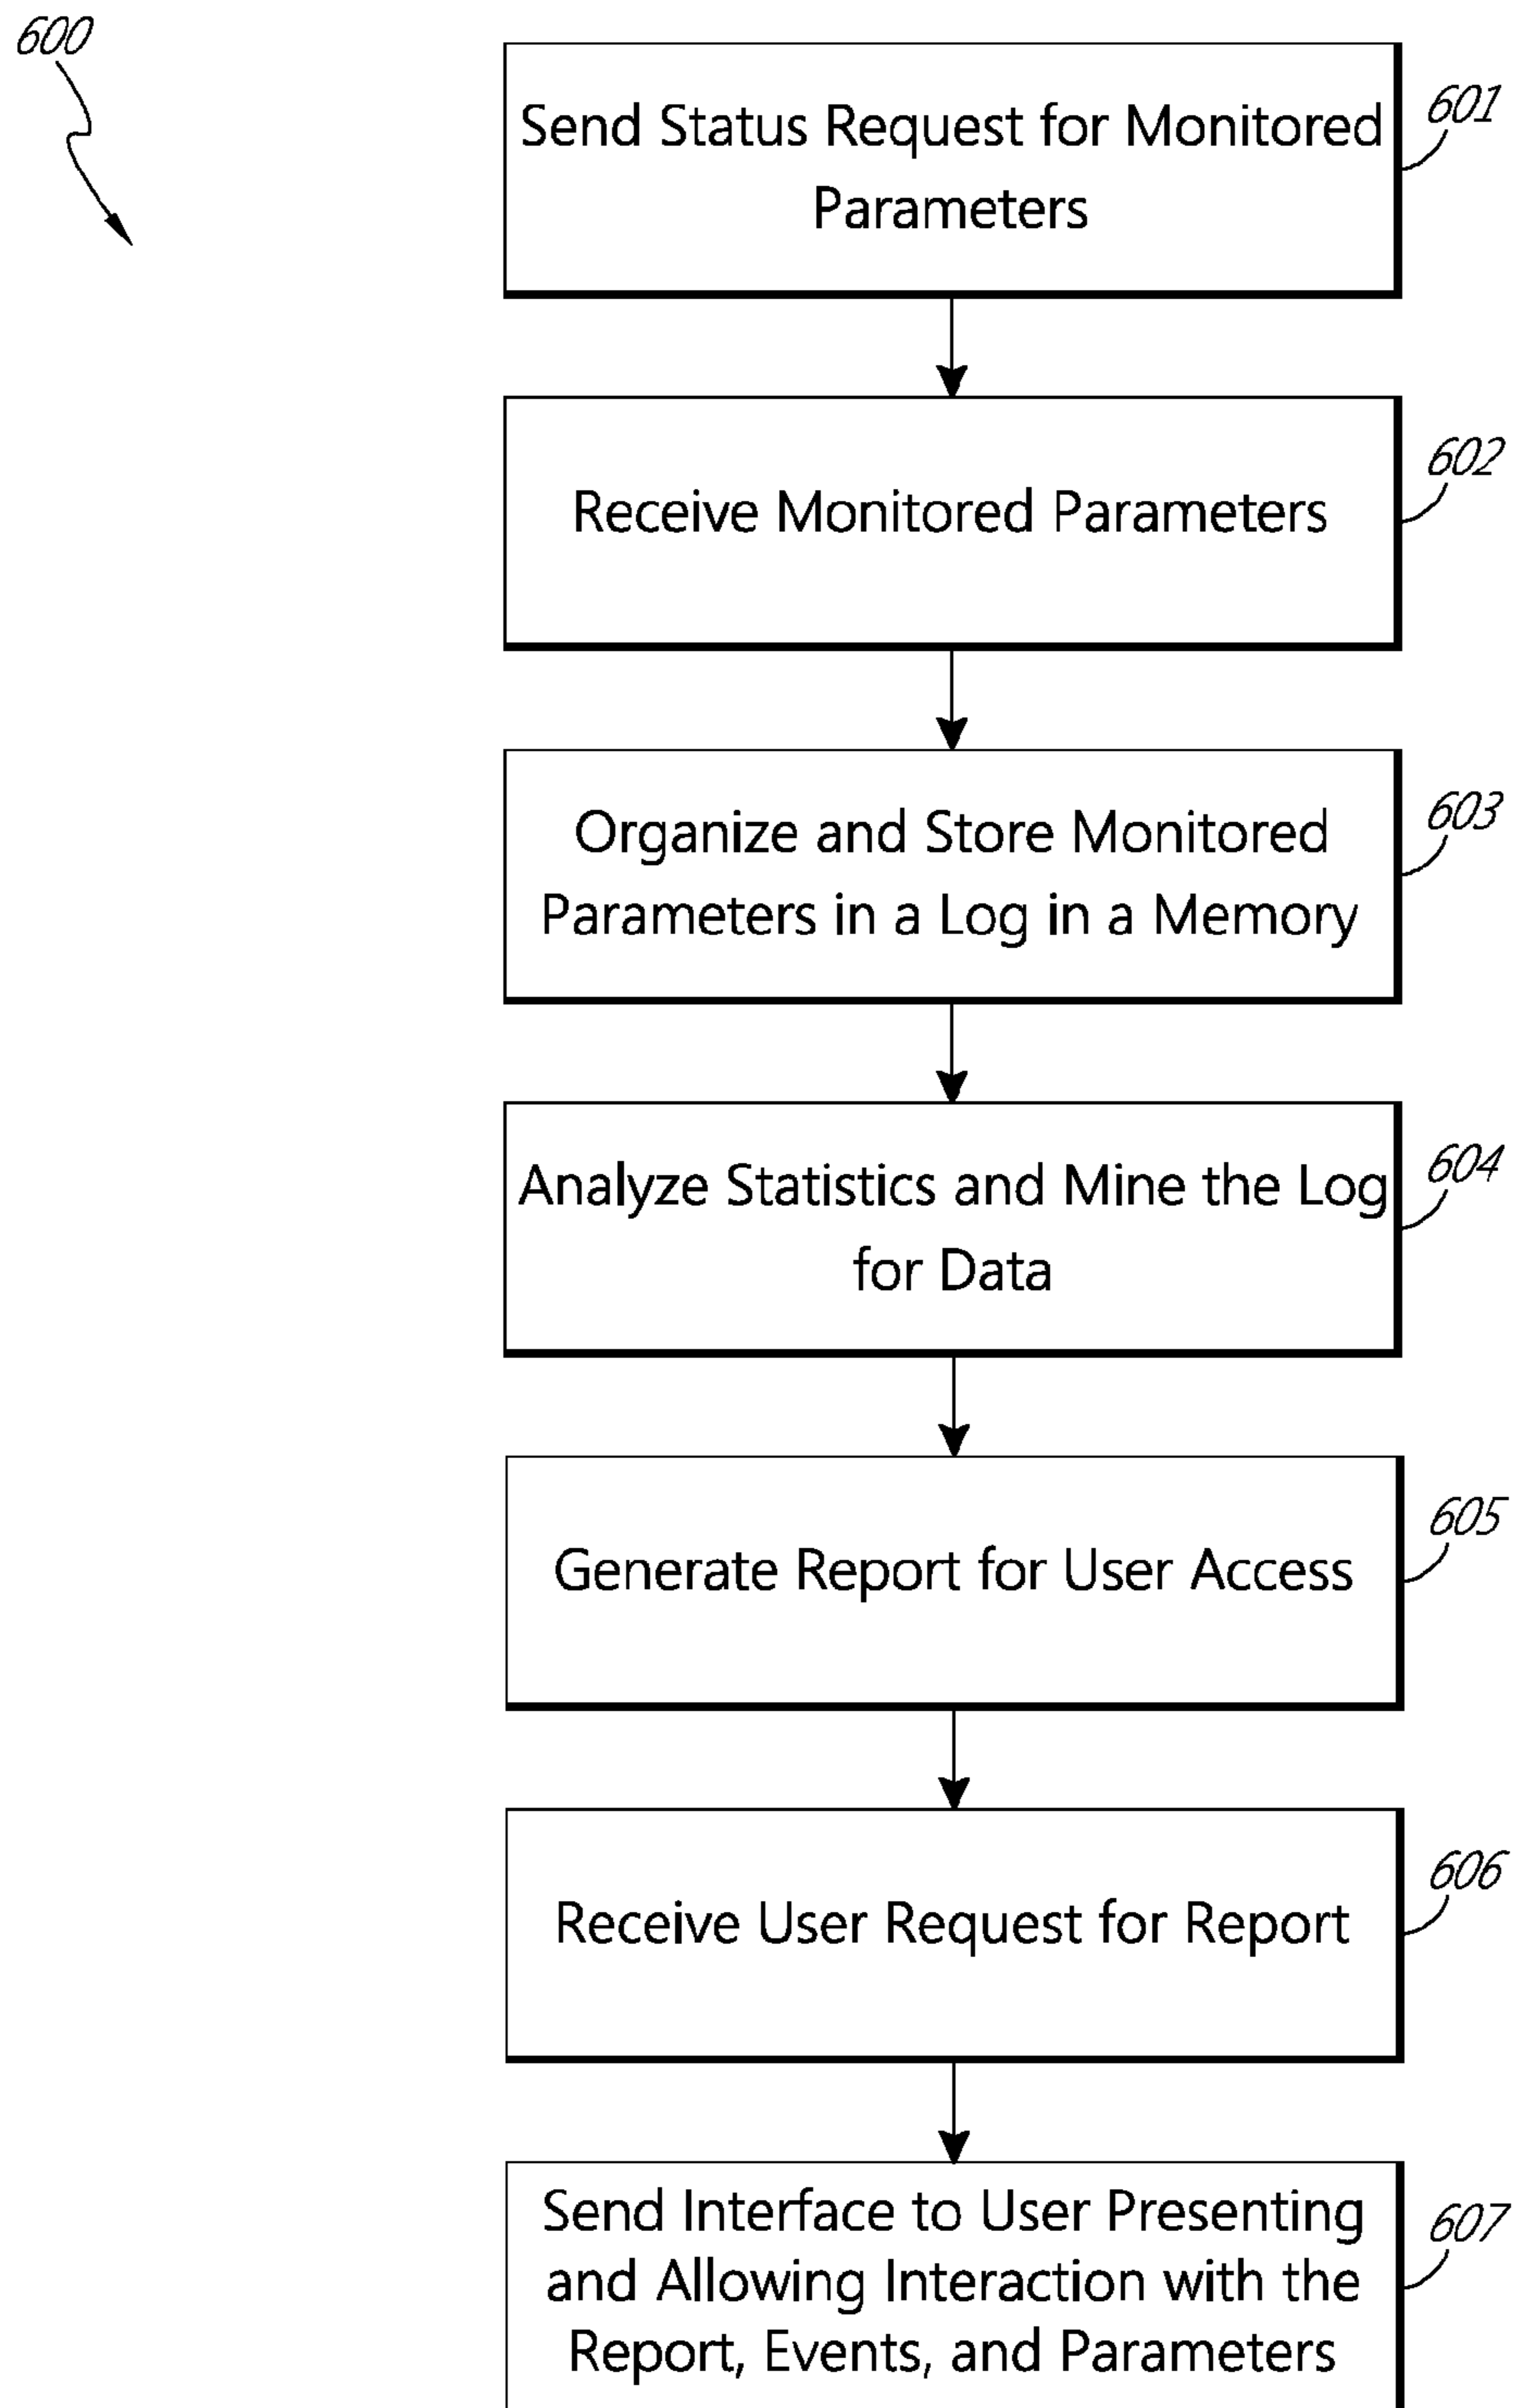 600
Send Status Request for Monitored
Parameters
601
Receive Monitored Parameters
602
Organize and Store Monitored
Parameters in a Log in a Memory
603
Analyze Statistics and Mine the Log
for Data
604
Generate Report for User Access
605
Receive User Request for Report
606
Send Interface to User Presenting
and Allowing Interaction with the
Report, Events, and Parameters
607